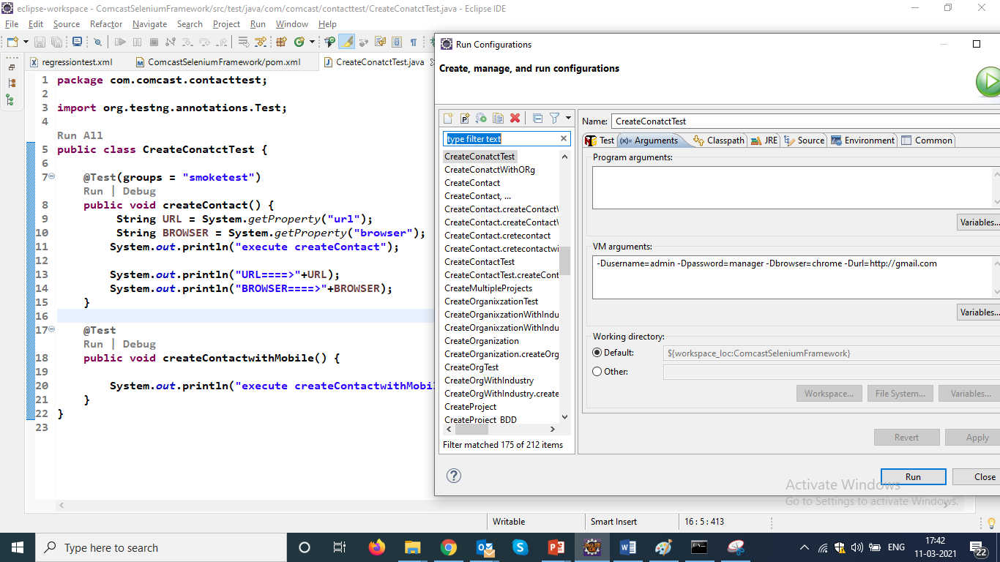 eclipse-workspace - ComcastSeleniumFramework/src/test/java/com/comcast/contacttest/CreateConatctTest.java - Eclipse IDE
File Edit Source Refactor Navigate Search Project Run Window Help
regressiontest.xml ComcastSeleniumFramework/pom.xml CreateConatctTest.java
1 package com.comcast.contacttest;
2
3 import org.testng.annotations.Test;
4
Run All
5 public class CreateConatctTest {
6
7 @Test(groups = "smoketest")
Run | Debug
8 public void createContact() {
9 String URL = System.getProperty("url");
10 String BROWSER = System.getProperty("browser");
11 System.out.println("execute createContact");
12
13 System.out.println("URL====>"+URL);
14 System.out.println("BROWSER====>"+BROWSER);
15 }
16
17 @Test
Run | Debug
18 public void createContactwithMobile() {
19
20 System.out.println("execute createContactwithMobil
21 }
22 }
23
Run Configurations
Create, manage, and run configurations
type filter text
CreateConatctTest
CreateConatctWithORg
CreateContact
CreateContact, ...
CreateContact.createContact
CreateContact.createContact
CreateContact.cretecontact
CreateContact.cretecontactwi
CreateContactTest
CreateContactTest.createCont
CreateMultipleProjects
CreateOrganixzationTest
CreateOrganixzationWithIndu
CreateOrganixzationWithIndu
CreateOrganization
CreateOrganization.createOrg
CreateOrgTest
CreateOrgWithIndustry
CreateOrgWithIndustry.create
CreateProject
CreateProject_BDD
Filter matched 175 of 212 items
Name: CreateConatctTest
Test (x)= Arguments Classpath JRE Source Environment Common
Program arguments:
Variables...
VM arguments:
-Dusername=admin -Dpassword=manager -Dbrowser=chrome -Durl=http://gmail.com
Variables...
Working directory:
Default: ${workspace_loc:ComcastSeleniumFramework}
Other:
Workspace... File System... Variables...
Revert Apply
Run Close
Activate Windows
Go to Settings to activate Windows.
Writable Smart Insert 16 : 5 : 413
Type here to search
ENG
17:42
11-03-2021
22